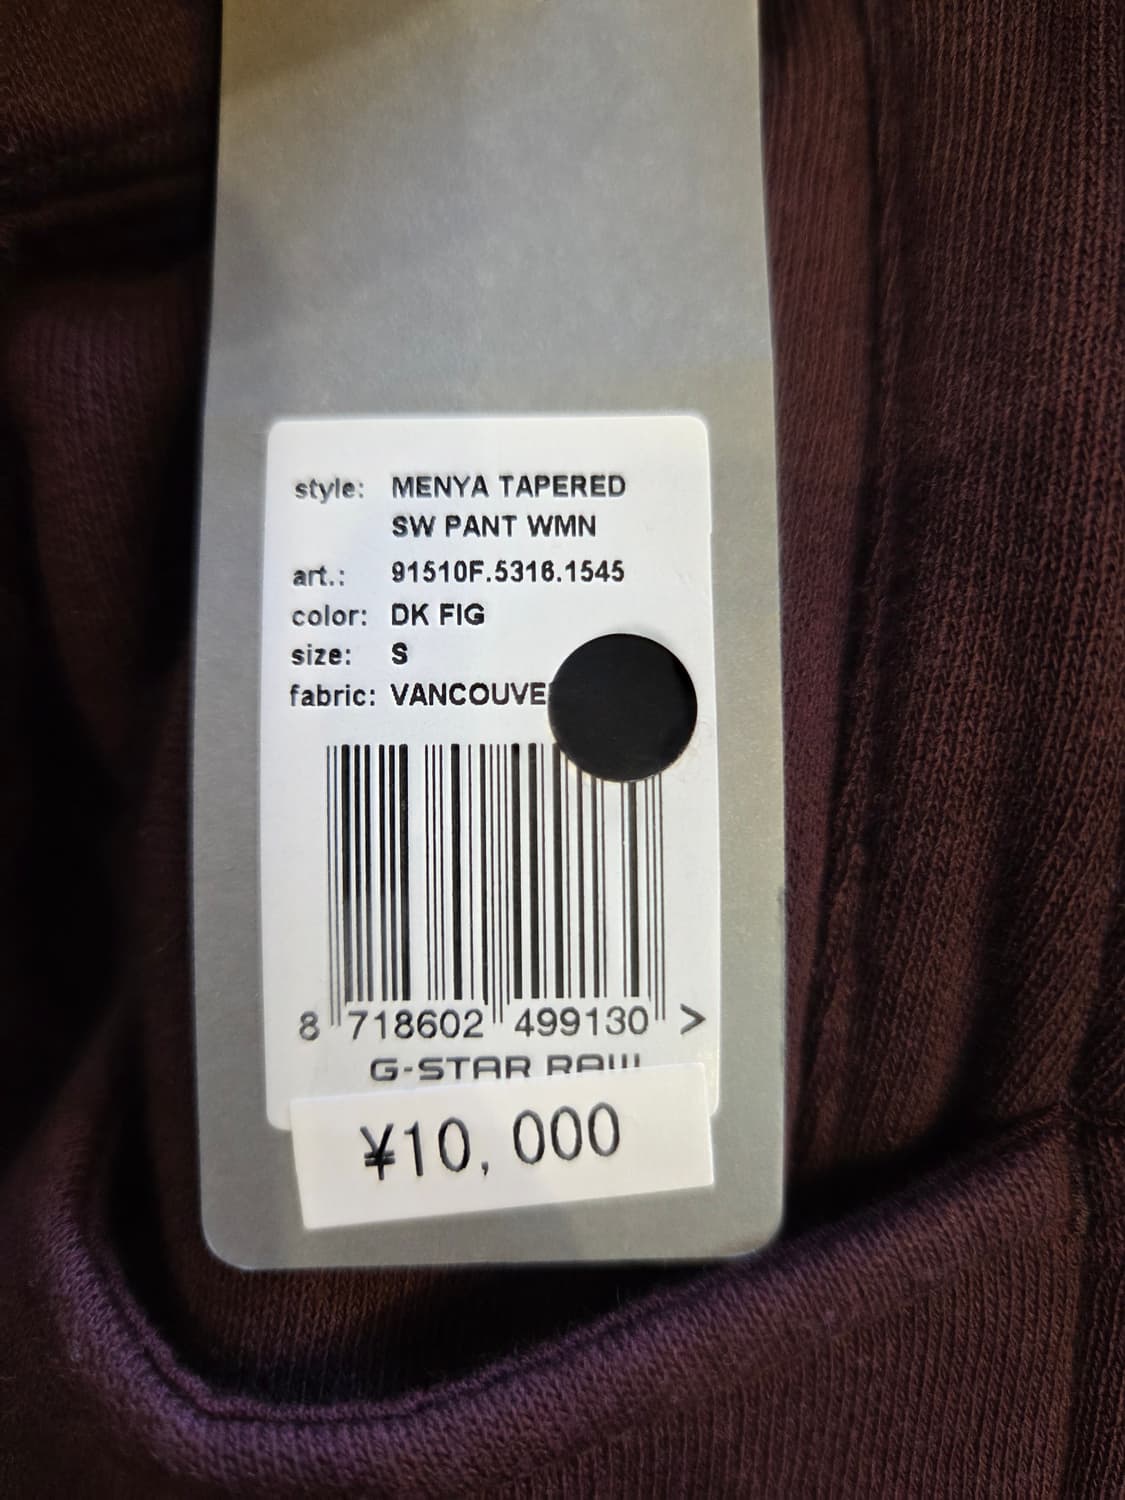 style: MENYA TAPERED
SW PANT WMN
art.: 91510F.5316.1545
color: DK FIG
size: S
fabric: VANCOUVE
8 718602 499130 >
G-STAR RAW
¥10, 000